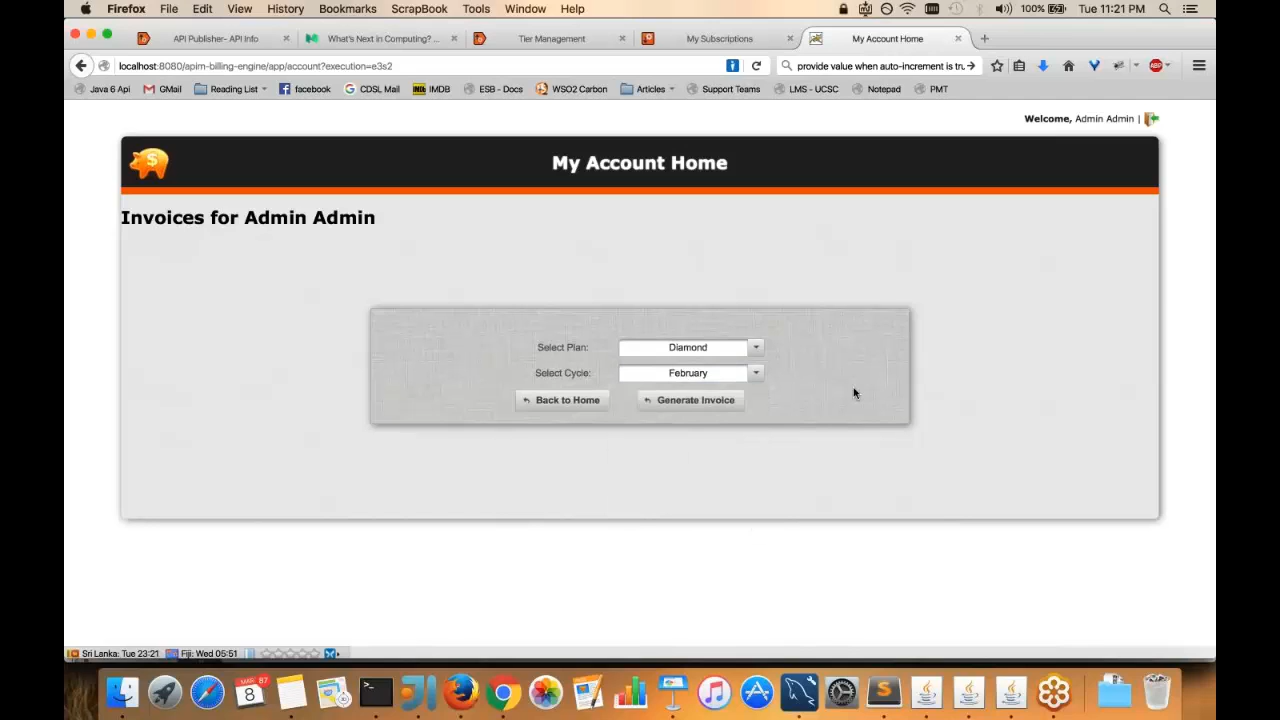 Firefox File Edit View History Bookmarks ScrapBook Tools Window Help 100% Tue 11:21 PM
API Publisher- API Info What's Next in Computing? ... Tier Management My Subscriptions My Account Home
localhost:8080/apim-billing-engine/app/account?execution=e3s2 provide value when auto-increment is tru ABP
Java 6 Api GMail Reading List facebook CDSL Mail IMDB ESB - Docs WSO2 Carbon Articles Support Teams LMS - UCSC Notepad PMT
Welcome, Admin Admin |
My Account Home
Invoices for Admin Admin
Select Plan: Diamond
Select Cycle: February
Back to Home Generate Invoice
Sri Lanka: Tue 23:21 Fiji: Wed 05:51
87
8